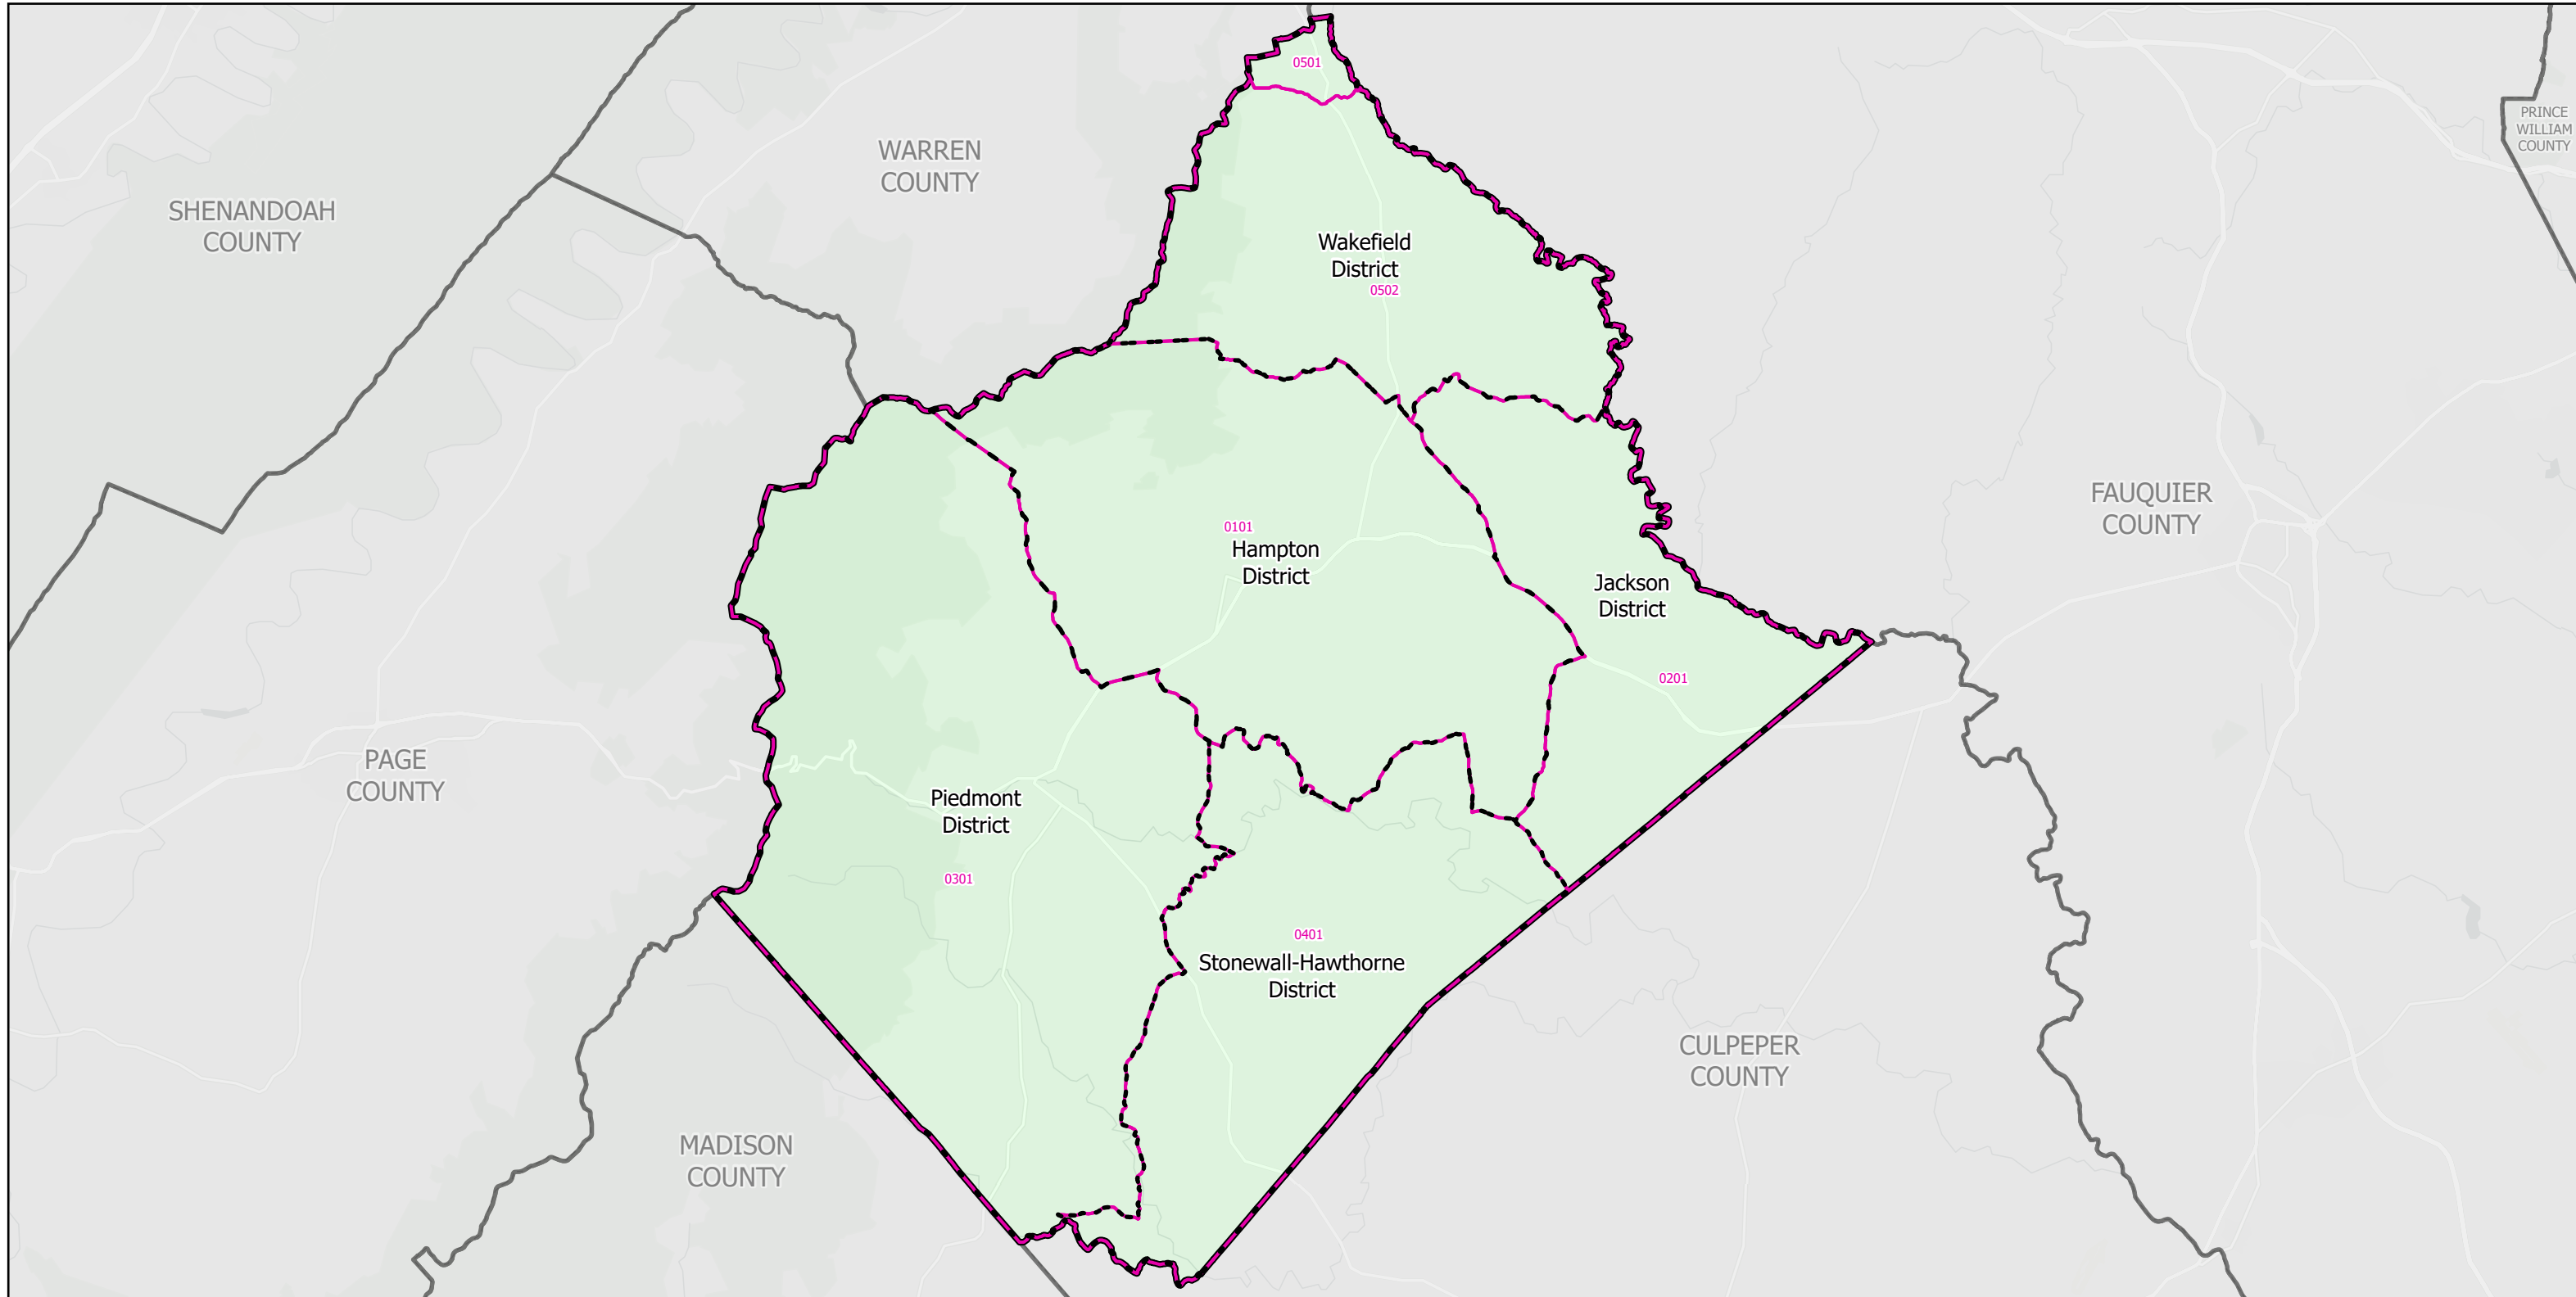 0501
PRINCE
WILLIAM
COUNTY
WARREN
COUNTY
SHENANDOAH
COUNTY
Wakefield
District
0502
FAUQUIER
COUNTY
0101
Hampton
District
Jackson
District
0201
PAGE
COUNTY
Piedmont
District
0301
0401
Stonewall-Hawthorne
District
CULPEPER
COUNTY
MADISON
COUNTY